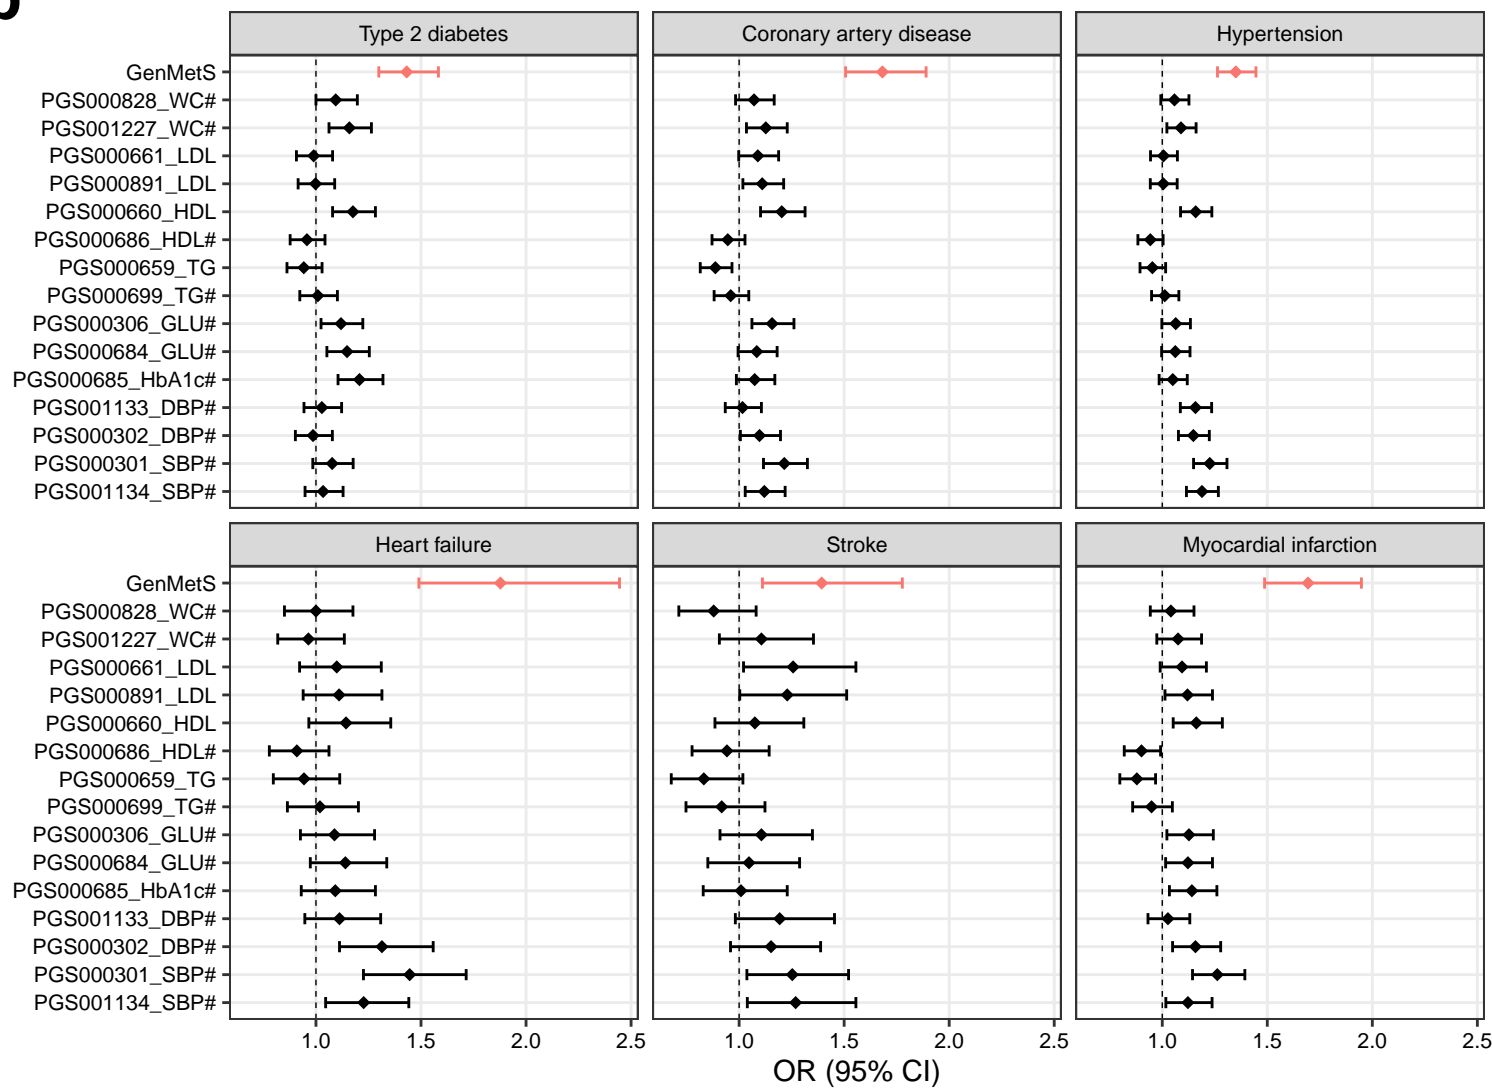 Type 2 diabetes
Coronary artery disease
Hypertension
GenMetS
PGS000828_WC#
PGS001227_WC#
PGS000661_LDL
PGS000891_LDL
PGS000660_HDL
PGS000686_HDL#
PGS000659_TG
PGS000699_TG#
PGS000306_GLU#
PGS000684_GLU#
PGS000685_HbA1c#
PGS001133_DBP#
PGS000302_DBP#
PGS000301_SBP#
PGS001134_SBP#
Heart failure
Stroke
Myocardial infarction
GenMetS
PGS000828_WC#
PGS001227_WC#
PGS000661_LDL
PGS000891_LDL
PGS000660_HDL
PGS000686_HDL#
PGS000659_TG
PGS000699_TG#
PGS000306_GLU#
PGS000684_GLU#
PGS000685_HbA1c#
PGS001133_DBP#
PGS000302_DBP#
PGS000301_SBP#
PGS001134_SBP#
1.0 1.5 2.0 2.5
1.0 1.5 2.0 2.5
1.0 1.5 2.0 2.5
OR (95% CI)